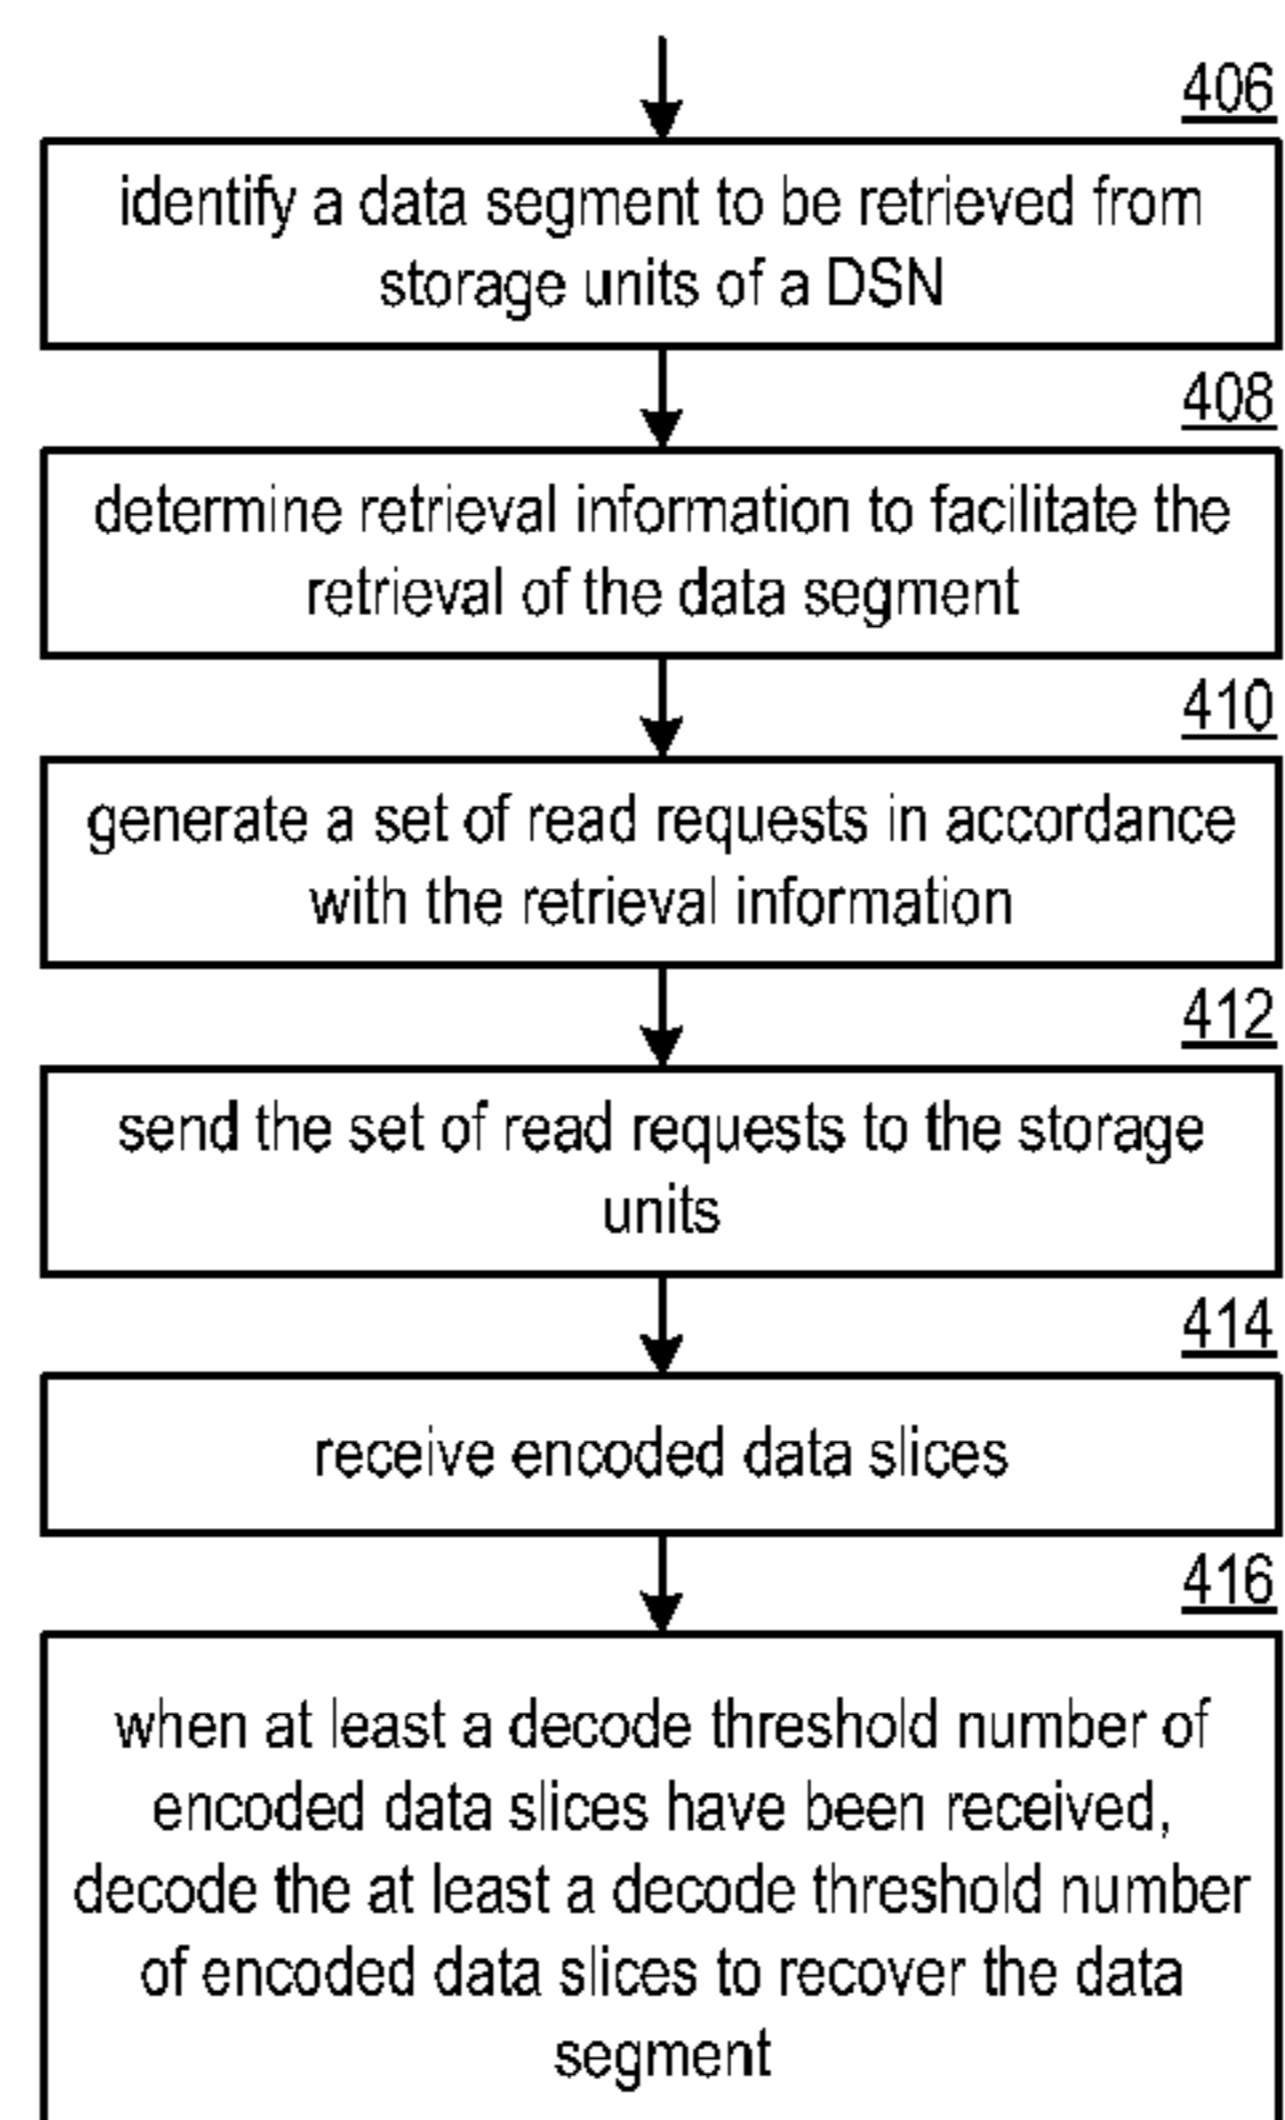 406
identify a data segment to be retrieved from
storage units of a DSN
408
determine retrieval information to facilitate the
retrieval of the data segment
410
generate a set of read requests in accordance
with the retrieval information
412
send the set of read requests to the storage
units
414
receive encoded data slices
416
when at least a decode threshold number of
encoded data slices have been received,
decode the at least a decode threshold number
of encoded data slices to recover the data
segment